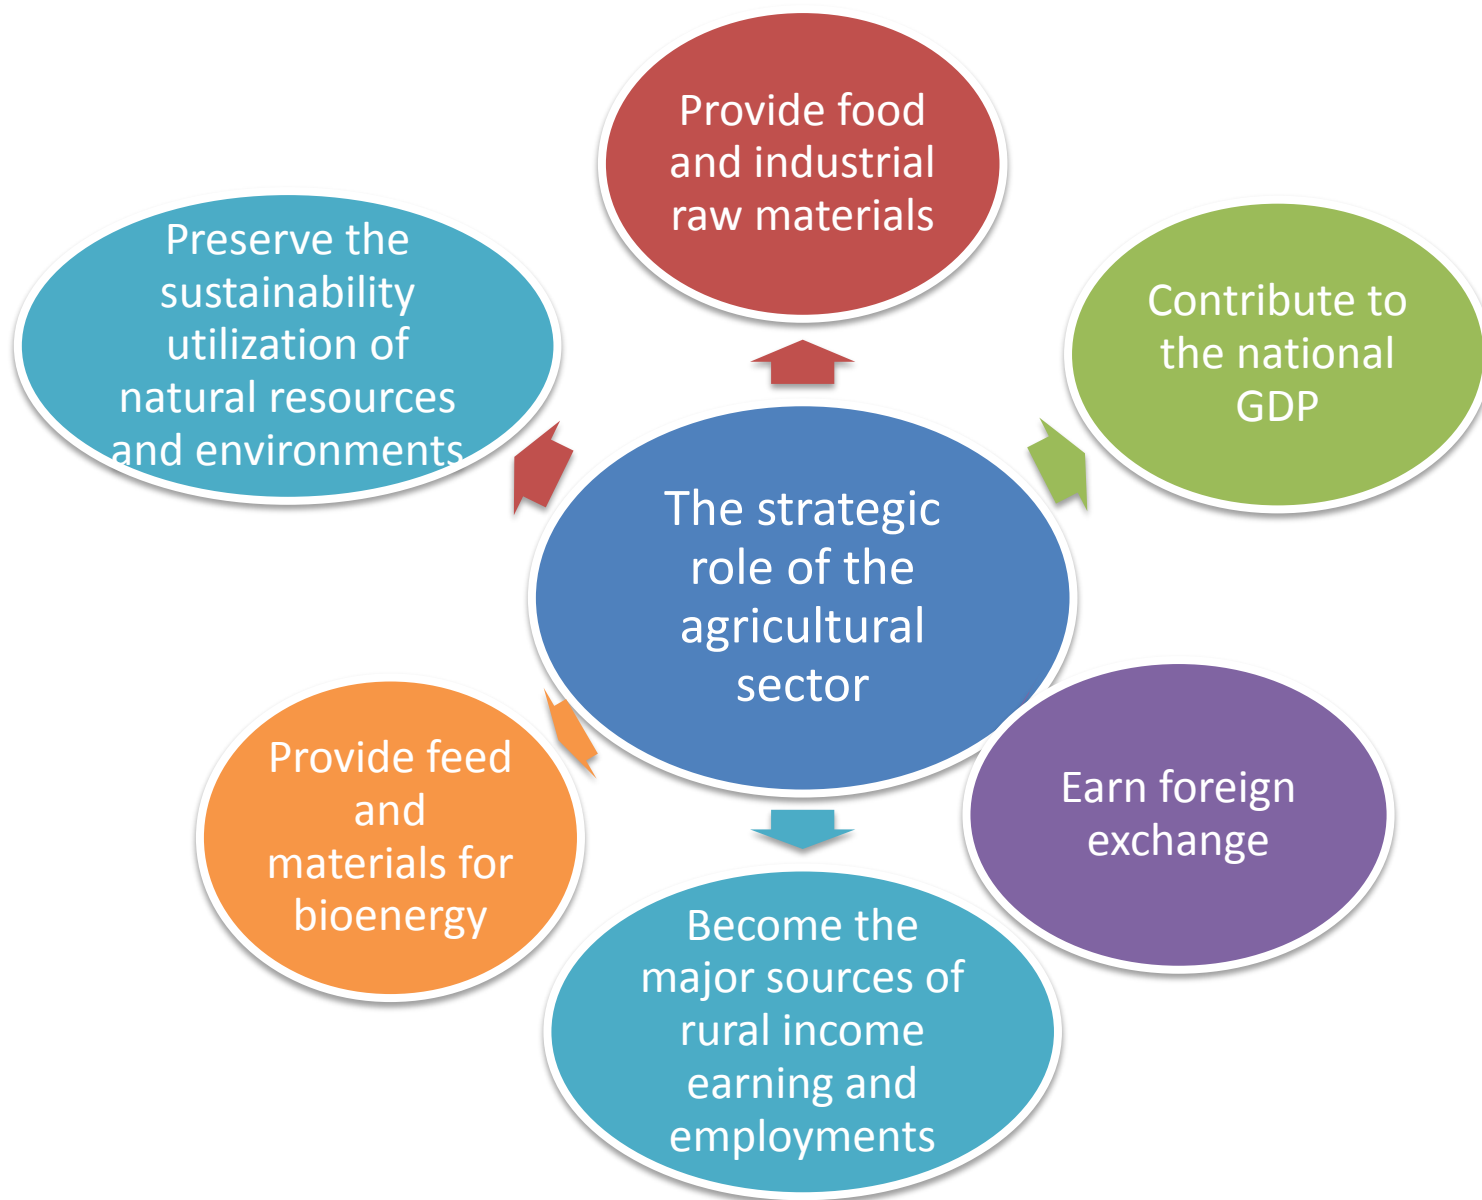 Provide food
and industrial
raw materials
Preserve the
sustainability
utilization of
natural resources
and environments
Contribute to
the national
GDP
The strategic
role of the
agricultural
sector
Provide feed
and
materials for
bioenergy
Earn foreign
exchange
Become the
major sources of
rural income
earning and
employments